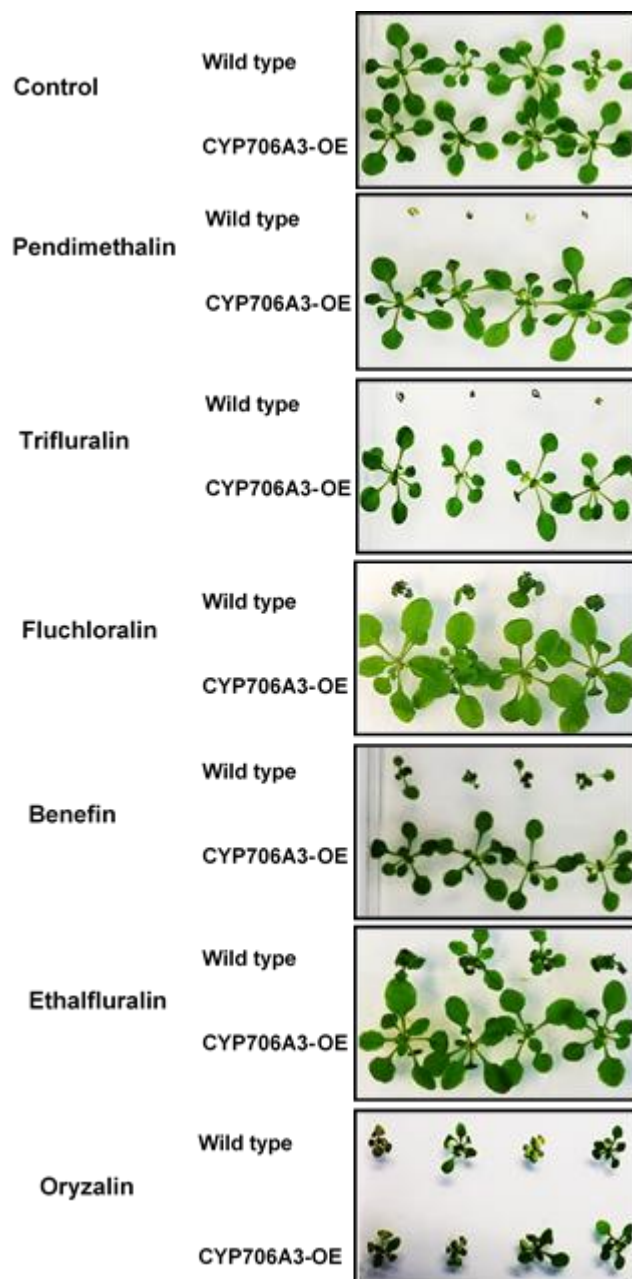 Wild type
Control
CYP706A3-OE
Wild type
Pendimethalin
CYP706A3-OE
Wild type
Trifluralin
CYP706A3-OE
Wild type
Fluchloralin
CYP706A3-OE
Wild type
Benefin
CYP706A3-OE
Wild type
Ethalfluralin
CYP706A3-OE
Wild type
Oryzalin
CYP706A3-OE